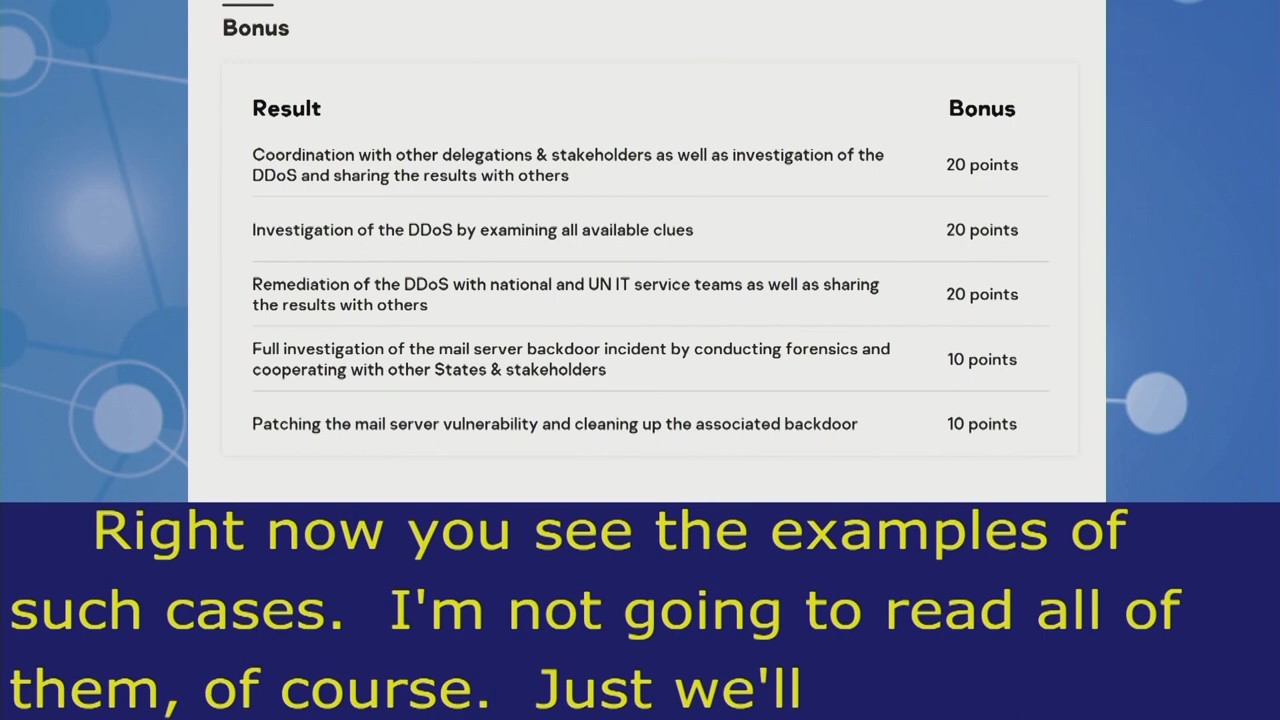 Bonus
Result Bonus
Coordination with other delegations & stakeholders as well as investigation of the
DDoS and sharing the results with others
20 points
Investigation of the DDoS by examining all available clues 20 points
Remediation of the DDoS with national and UN IT service teams as well as sharing
the results with others
20 points
Full investigation of the mail server backdoor incident by conducting forensics and
cooperating with other States & stakeholders
10 points
Patching the mail server vulnerability and cleaning up the associated backdoor 10 points
Right now you see the examples of
such cases. I'm not going to read all of
them, of course. Just we'll